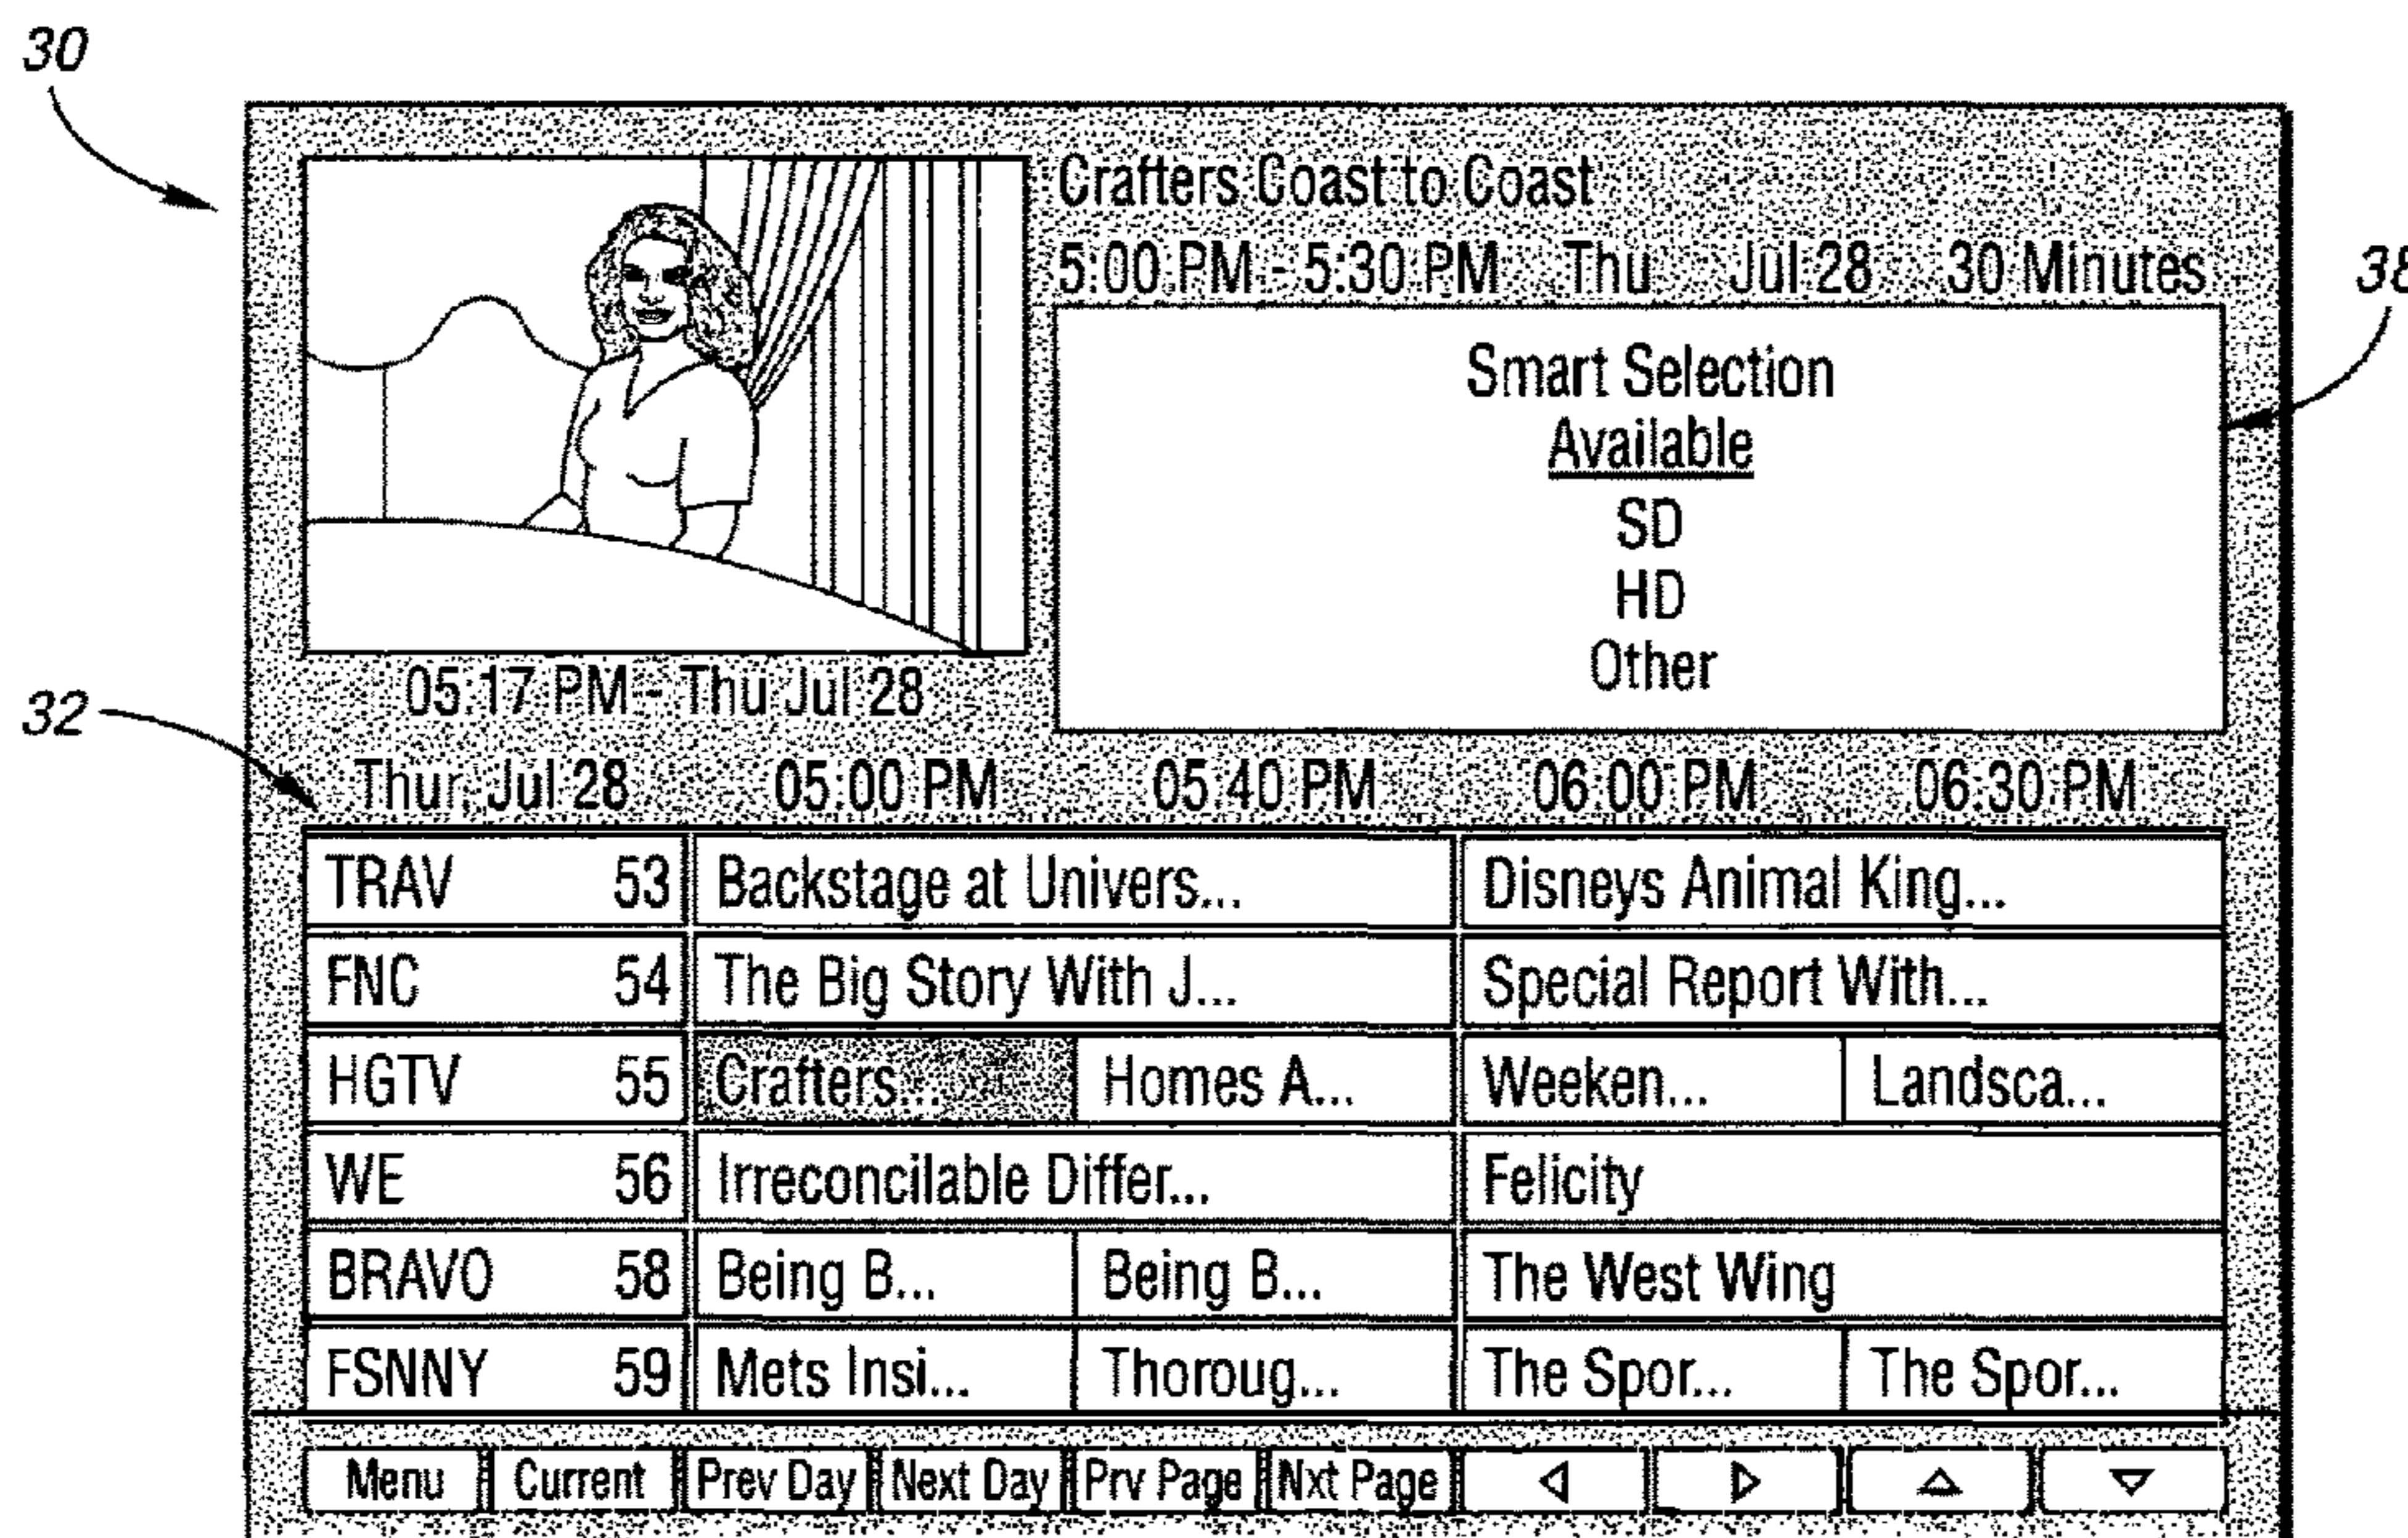 30
Crafters Coast to Coast
5:00 PM - 5:30 PM Thu Jul 28 30 Minutes
38
Smart Selection
Available
SD
HD
Other
05:17 PM - Thu Jul 28
32
Thur, Jul 28 05:00 PM 05:40 PM 06:00 PM 06:30 PM
TRAV 53 Backstage at Univers... Disneys Animal King...
FNC 54 The Big Story With J... Special Report With...
HGTV 55 Crafters... Homes A... Weeken... Landsca...
WE 56 Irreconcilable Differ... Felicity
BRAVO 58 Being B... Being B... The West Wing
FSNNY 59 Mets Insi... Thoroug... The Spor... The Spor...
Menu Current Prev Day Next Day Prv Page Nxt Page